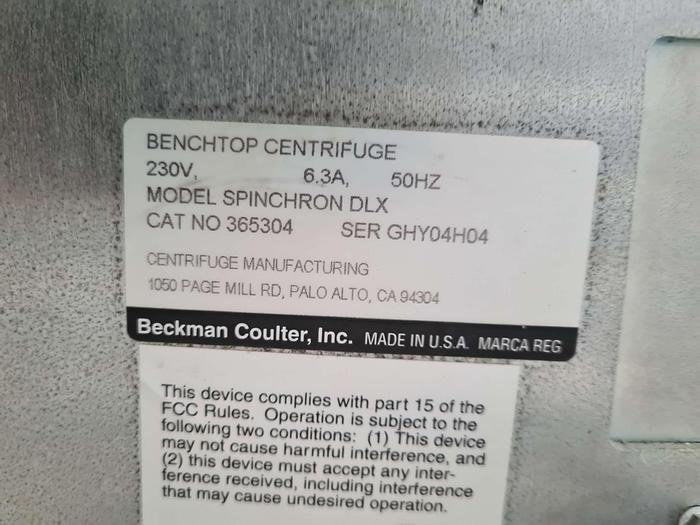 BENCHTOP CENTRIFUGE
230V, 6.3A, 50HZ
MODEL SPINCHRON DLX
CAT NO 365304 SER GHY04H04
CENTRIFUGE MANUFACTURING
1050 PAGE MILL RD, PALO ALTO, CA 94304
Beckman Coulter, Inc. MADE IN U.S.A. MARCA REG
This device complies with part 15 of the
FCC Rules. Operation is subject to the
following two conditions: (1) This device
may not cause harmful interference, and
(2) this device must accept any inter-
ference received, including interference
that may cause undesired operation.